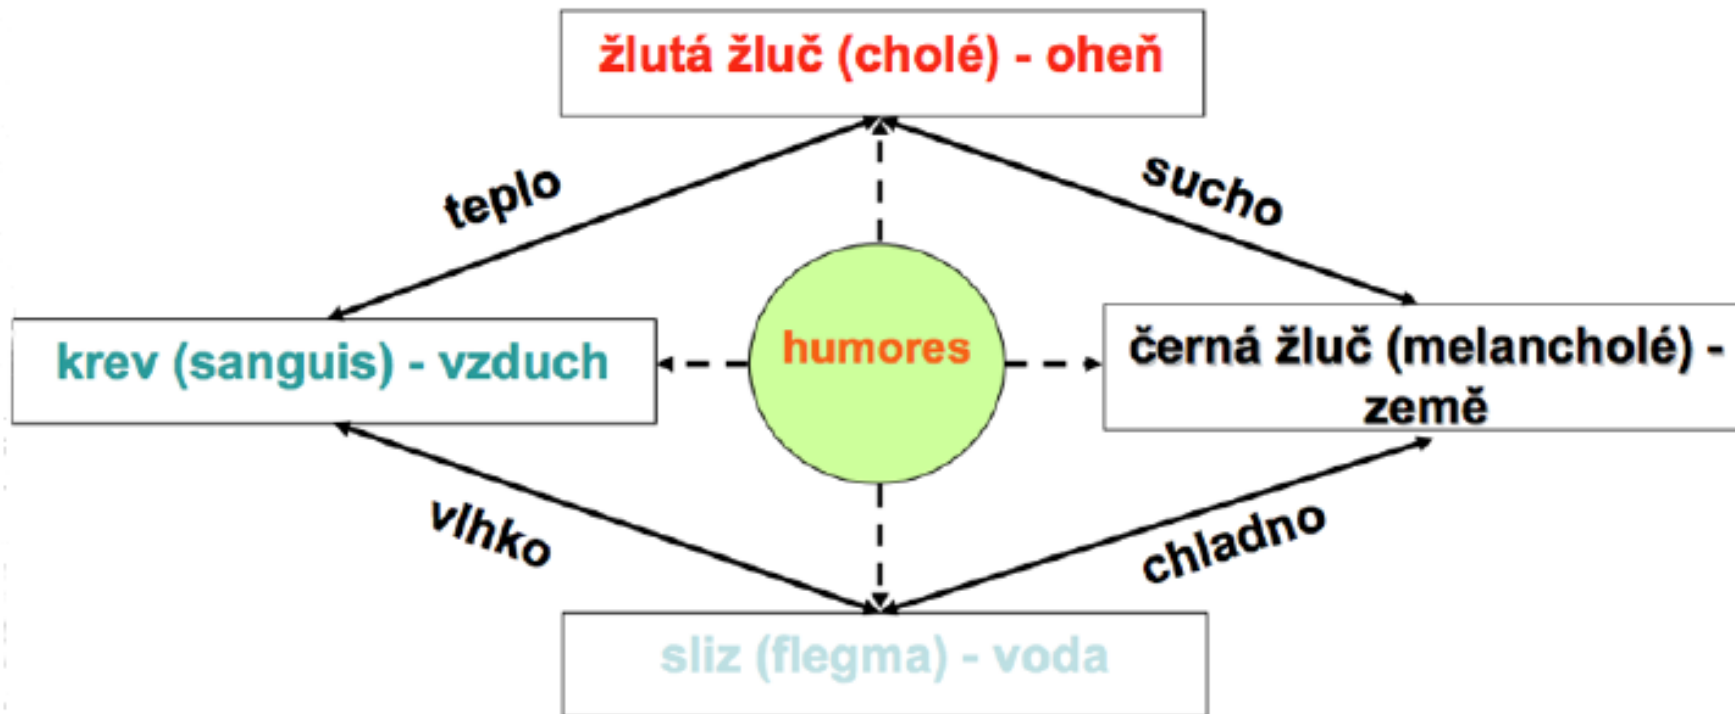 žlutá žluč (cholé) - oheň
teplo
sucho
krev (sanguis) - vzduch
humores
černá žluč (melancholé) -
země
vlhko
chladno
sliz (flegma) - voda